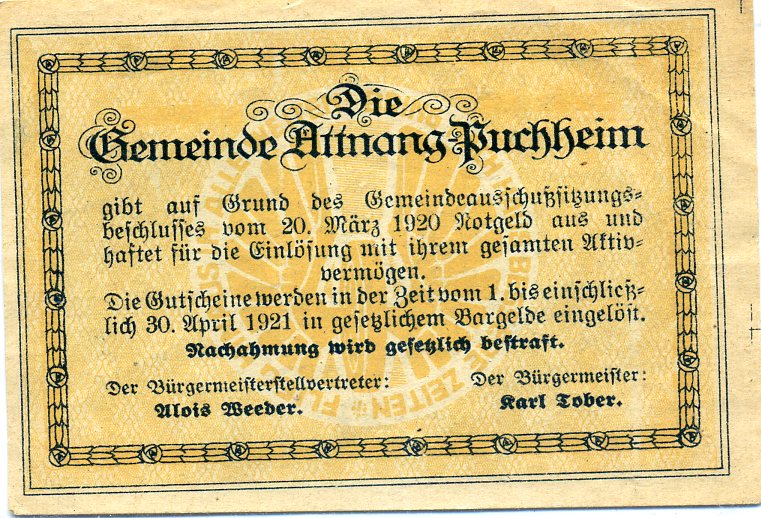 Die
Gemeinde Attnang-Puchheim
gibt auf Grund des Gemeindeausschußsitzungs-
beschlusses vom 20. März 1920 Notgeld aus und
haftet für die Einlösung mit ihrem gesamten Aktiv-
vermögen.
Die Gutscheine werden in der Zeit vom 1. bis einschließ-
lich 30. April 1921 in gesetzlichem Bargelde eingelöst.
Nachahmung wird gesetzlich bestraft.
Der Bürgermeisterstellvertreter:
Alois Weeder.
Der Bürgermeister:
Karl Tober.
ZEITEN